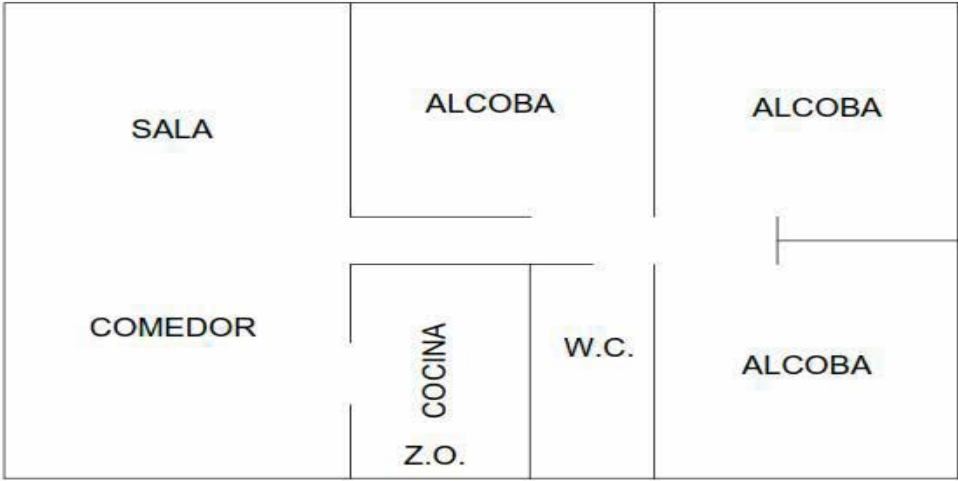 SALA
ALCOBA
ALCOBA
COMEDOR
COCINA
Z.O.
W.C.
ALCOBA